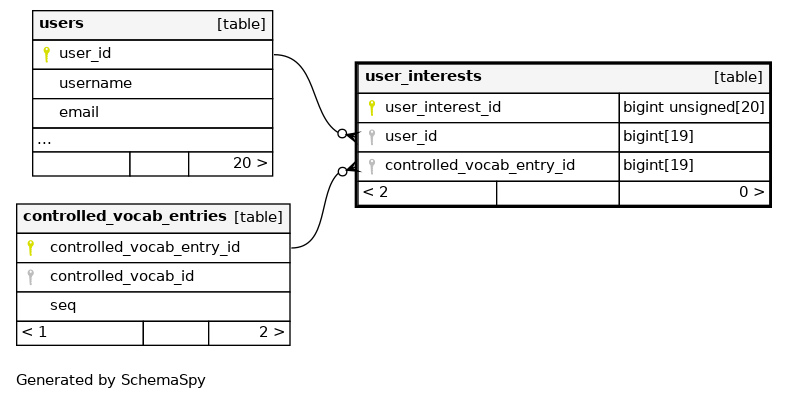 users [table]
user_id
username
email
...
20 >
user_interests [table]
user_interest_id bigint unsigned[20]
user_id bigint[19]
controlled_vocab_entry_id bigint[19]
< 2 0 >
controlled_vocab_entries [table]
controlled_vocab_entry_id
controlled_vocab_id
seq
< 1 2 >
Generated by SchemaSpy